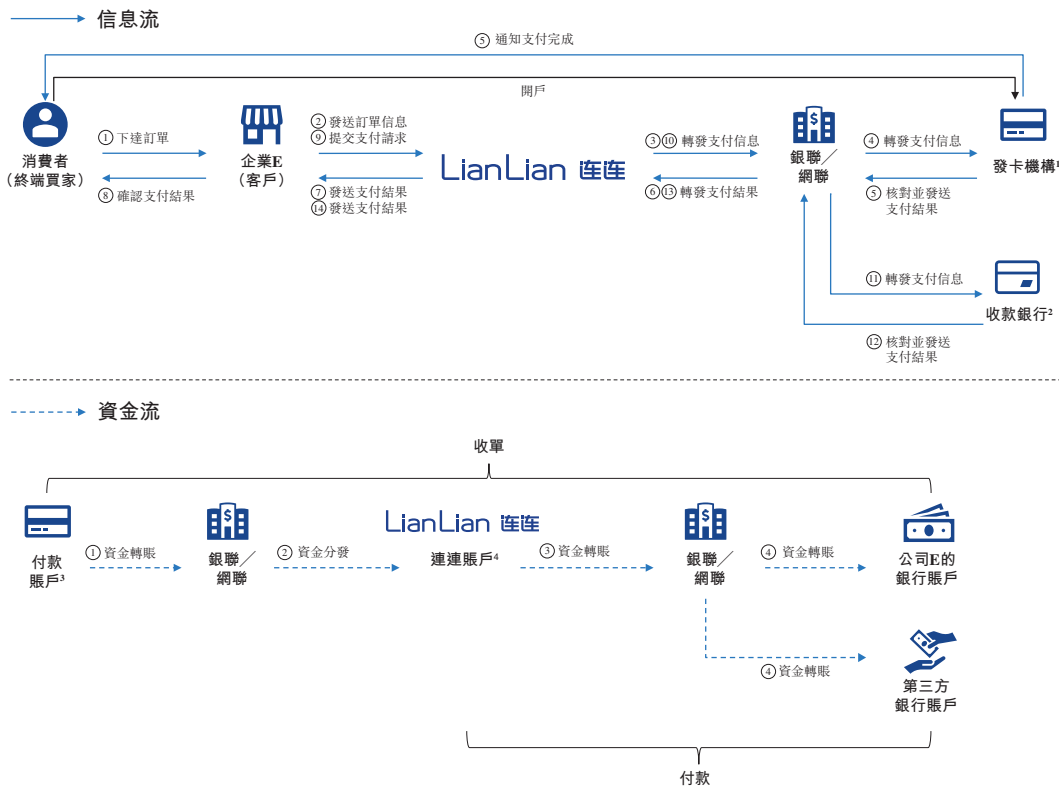 信息流
⑤ 通知支付完成
開戶
消費者
（終端買家）
① 下達訂單
⑧ 確認支付結果
企業E
（客戶）
② 發送訂單信息
⑨ 提交支付請求
⑦ 發送支付結果
⑭ 發送支付結果
LianLian 连连
③⑩ 轉發支付信息
⑥⑬ 轉發支付結果
銀聯／
網聯
④ 轉發支付信息
⑤ 核對並發送
支付結果
發卡機構¹
⑪ 轉發支付信息
收款銀行²
⑫ 核對並發送
支付結果
資金流
收單
付款
賬戶³
① 資金轉賬
銀聯／
網聯
② 資金分發
LianLian 连连
連連賬戶⁴
③ 資金轉賬
銀聯／
網聯
④ 資金轉賬
公司E的
銀行賬戶
④ 資金轉賬
第三方
銀行賬戶
付款